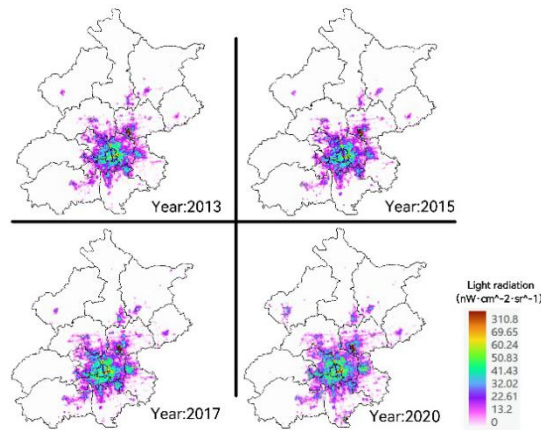 Year:2013
Year:2015
Year:2017
Year:2020
Light radiation
(nW·cm^-2·sr^-1)
310.8
69.65
60.24
50.83
41.43
32.02
22.61
13.2
0